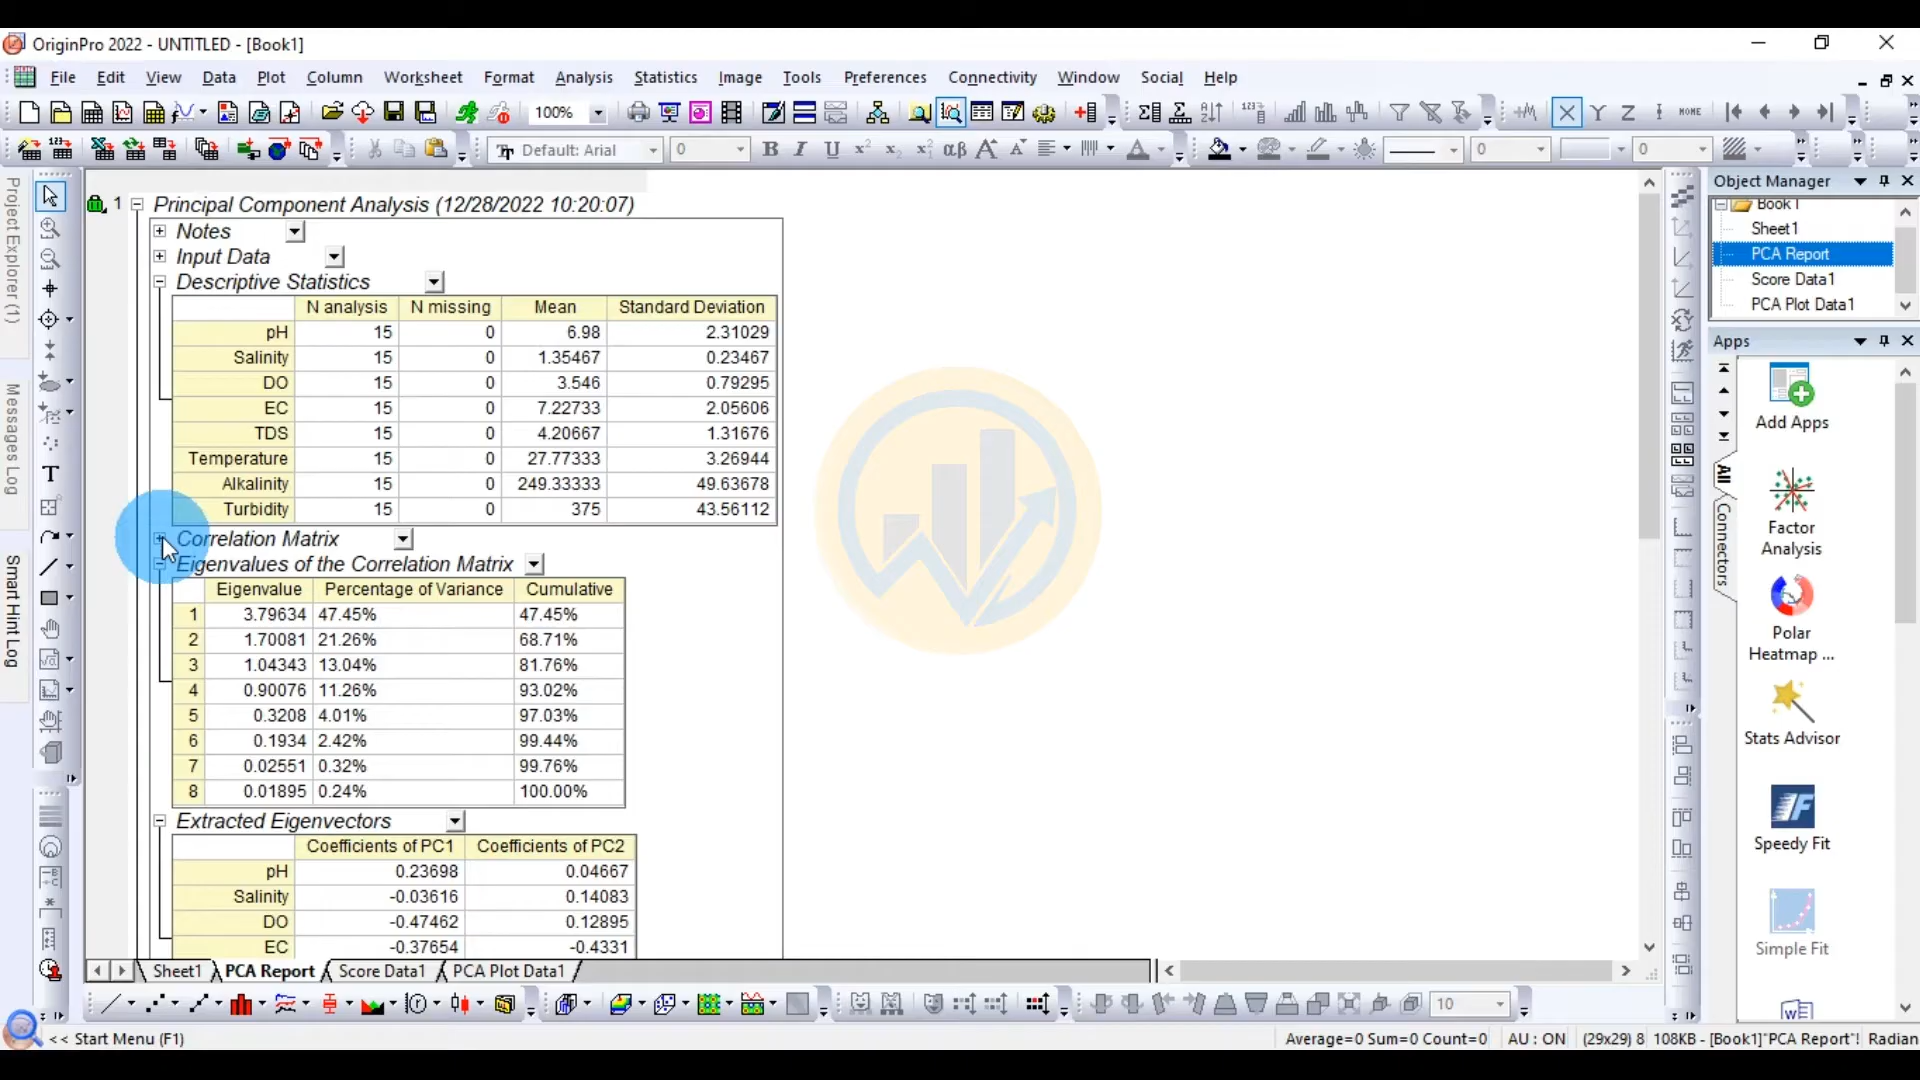 OriginPro 2022 - UNTITLED - [Book1]
File Edit View Data Plot Column Worksheet Format Analysis Statistics Image Tools Preferences Connectivity Window Social Help
100%
HOME
Default: Arial 0 B I U αβ A 0 0
Project Explorer (1)
Messages Log
Smart Hint Log
1 Principal Component Analysis (12/28/2022 10:20:07)
Notes
Input Data
Descriptive Statistics
N analysis N missing Mean Standard Deviation
pH 15 0 6.98 2.31029
Salinity 15 0 1.35467 0.23467
DO 15 0 3.546 0.79295
EC 15 0 7.22733 2.05606
TDS 15 0 4.20667 1.31676
Temperature 15 0 27.77333 3.26944
Alkalinity 15 0 249.33333 49.63678
Turbidity 15 0 375 43.56112
Correlation Matrix
Eigenvalues of the Correlation Matrix
Eigenvalue Percentage of Variance Cumulative
1 3.79634 47.45% 47.45%
2 1.70081 21.26% 68.71%
3 1.04343 13.04% 81.76%
4 0.90076 11.26% 93.02%
5 0.3208 4.01% 97.03%
6 0.1934 2.42% 99.44%
7 0.02551 0.32% 99.76%
8 0.01895 0.24% 100.00%
Extracted Eigenvectors
Coefficients of PC1 Coefficients of PC2
pH 0.23698 0.04667
Salinity -0.03616 0.14083
DO -0.47462 0.12895
EC -0.37654 -0.4331
Sheet1 PCA Report Score Data1 PCA Plot Data1
Object Manager
Book1
Sheet1
PCA Report
Score Data1
PCA Plot Data1
Apps
All
Connectors
Add Apps
Factor
Analysis
Polar
Heatmap ...
Stats Advisor
Speedy Fit
Simple Fit
10
<< Start Menu (F1)
Average=0 Sum=0 Count=0 AU : ON (29x29) 8 108KB - [Book1]"PCA Report"! Radian